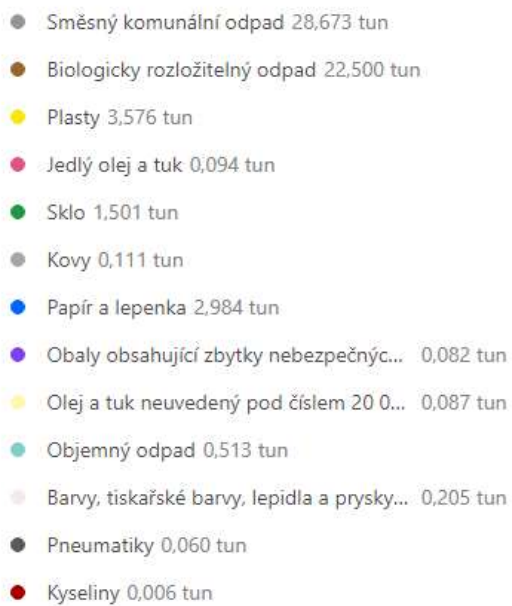 Směsný komunální odpad 28,673 tun
Biologicky rozložitelný odpad 22,500 tun
Plasty 3,576 tun
Jedlý olej a tuk 0,094 tun
Sklo 1,501 tun
Kovy 0,111 tun
Papír a lepenka 2,984 tun
Obaly obsahující zbytky nebezpečnýc... 0,082 tun
Olej a tuk neuvedený pod číslem 20 0... 0,087 tun
Objemný odpad 0,513 tun
Barvy, tiskařské barvy, lepidla a prysky... 0,205 tun
Pneumatiky 0,060 tun
Kyseliny 0,006 tun